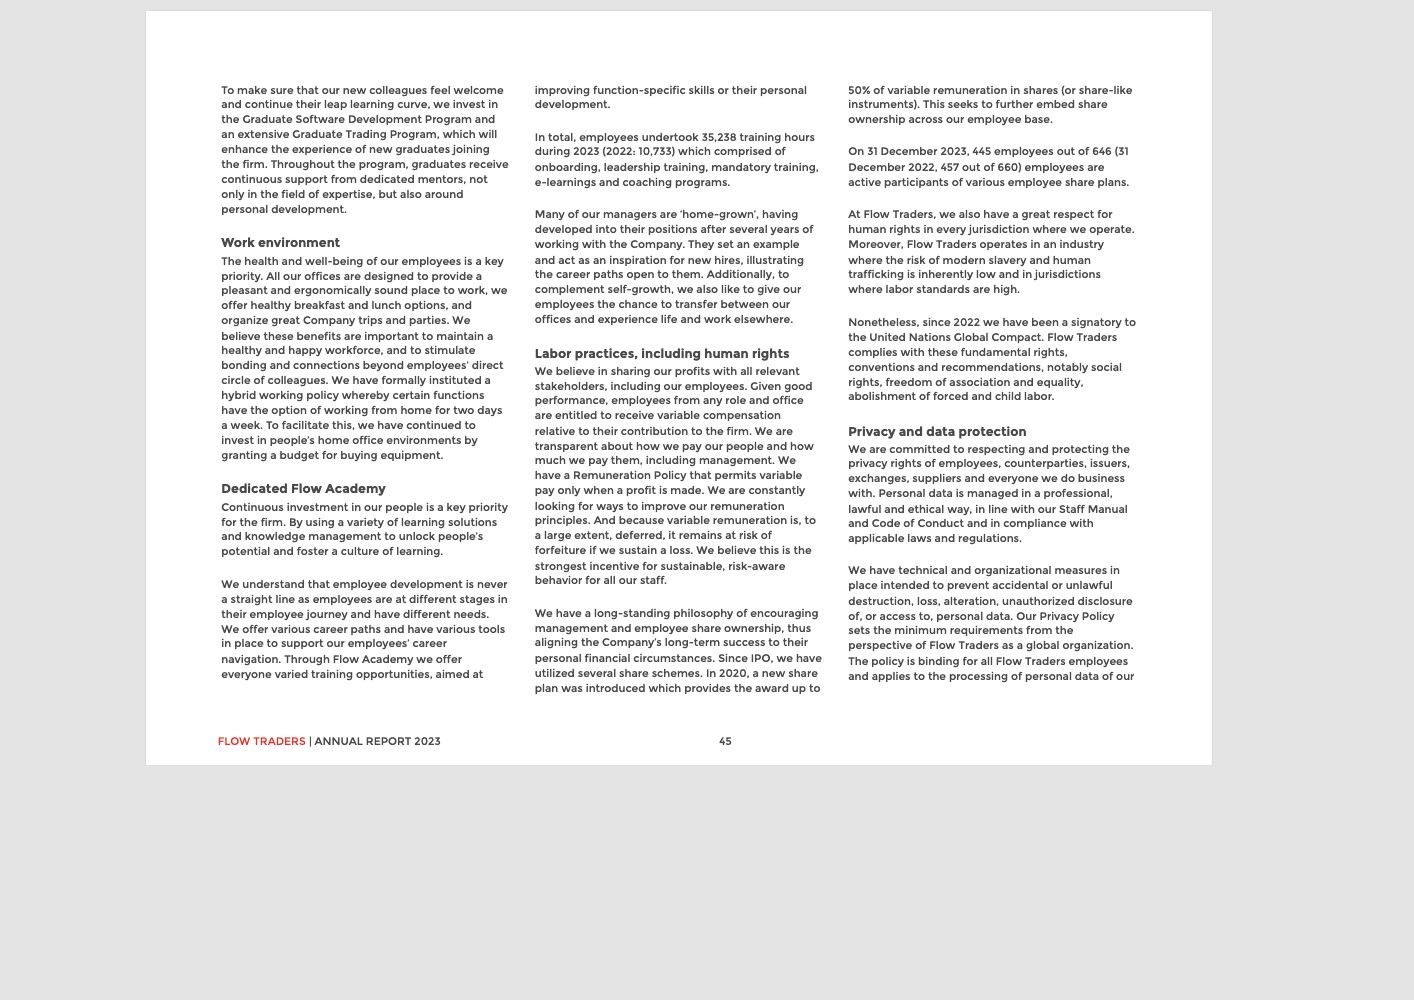 To make sure that our new colleagues feel welcome
and continue their leap learning curve, we invest in
the Graduate Software Development Program and
an extensive Graduate Trading Program, which will
enhance the experience of new graduates joining
the firm. Throughout the program, graduates receive
continuous support from dedicated mentors, not
only in the field of expertise, but also around
personal development.
Work environment
The health and well-being of our employees is a key
priority. All our offices are designed to provide a
pleasant and ergonomically sound place to work, we
offer healthy breakfast and lunch options, and
organize great Company trips and parties. We
believe these benefits are important to maintain a
healthy and happy workforce, and to stimulate
bonding and connections beyond employees' direct
circle of colleagues. We have formally instituted a
hybrid working policy whereby certain functions
have the option of working from home for two days
a week. To facilitate this, we have continued to
invest in people's home office environments by
granting a budget for buying equipment.
Dedicated Flow Academy
Continuous investment in our people is a key priority
for the firm. By using a variety of learning solutions
and knowledge management to unlock people's
potential and foster a culture of learning.
We understand that employee development is never
a straight line as employees are at different stages in
their employee journey and have different needs.
We offer various career paths and have various tools
in place to support our employees' career
navigation. Through Flow Academy we offer
everyone varied training opportunities, aimed at
improving function-specific skills or their personal
development.
In total, employees undertook 35,238 training hours
during 2023 (2022: 10,733) which comprised of
onboarding, leadership training, mandatory training,
e-learnings and coaching programs.
Many of our managers are 'home-grown', having
developed into their positions after several years of
working with the Company. They set an example
and act as an inspiration for new hires, illustrating
the career paths open to them. Additionally, to
complement self-growth, we also like to give our
employees the chance to transfer between our
offices and experience life and work elsewhere.
Labor practices, including human rights
We believe in sharing our profits with all relevant
stakeholders, including our employees. Given good
performance, employees from any role and office
are entitled to receive variable compensation
relative to their contribution to the firm. We are
transparent about how we pay our people and how
much we pay them, including management. We
have a Remuneration Policy that permits variable
pay only when a profit is made. We are constantly
looking for ways to improve our remuneration
principles. And because variable remuneration is, to
a large extent, deferred, it remains at risk of
forfeiture if we sustain a loss. We believe this is the
strongest incentive for sustainable, risk-aware
behavior for all our staff.
We have a long-standing philosophy of encouraging
management and employee share ownership, thus
aligning the Company's long-term success to their
personal financial circumstances. Since IPO, we have
utilized several share schemes. In 2020, a new share
plan was introduced which provides the award up to
50% of variable remuneration in shares (or share-like
instruments). This seeks to further embed share
ownership across our employee base.
On 31 December 2023, 445 employees out of 646 (31
December 2022, 457 out of 660) employees are
active participants of various employee share plans.
At Flow Traders, we also have a great respect for
human rights in every jurisdiction where we operate.
Moreover, Flow Traders operates in an industry
where the risk of modern slavery and human
trafficking is inherently low and in jurisdictions
where labor standards are high.
Nonetheless, since 2022 we have been a signatory to
the United Nations Global Compact. Flow Traders
complies with these fundamental rights,
conventions and recommendations, notably social
rights, freedom of association and equality,
abolishment of forced and child labor.
Privacy and data protection
We are committed to respecting and protecting the
privacy rights of employees, counterparties, issuers,
exchanges, suppliers and everyone we do business
with. Personal data is managed in a professional,
lawful and ethical way, in line with our Staff Manual
and Code of Conduct and in compliance with
applicable laws and regulations.
We have technical and organizational measures in
place intended to prevent accidental or unlawful
destruction, loss, alteration, unauthorized disclosure
of, or access to, personal data. Our Privacy Policy
sets the minimum requirements from the
perspective of Flow Traders as a global organization.
The policy is binding for all Flow Traders employees
and applies to the processing of personal data of our
FLOW TRADERS | ANNUAL REPORT 2023
45